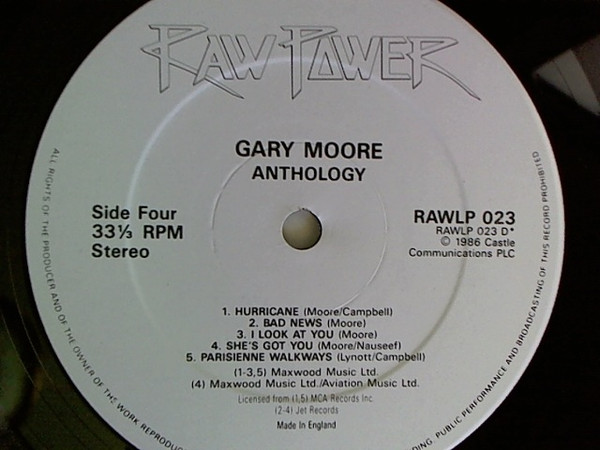 RAW POWER
GARY MOORE
ANTHOLOGY
Side Four
33⅓ RPM
Stereo
RAWLP 023
RAWLP 023 D*
© 1986 Castle
Communications PLC
1. HURRICANE (Moore/Campbell)
2. BAD NEWS (Moore)
3. I LOOK AT YOU (Moore)
4. SHE'S GOT YOU (Moore/Nauseef)
5. PARISIENNE WALKWAYS (Lynott/Campbell)
(1-3,5) Maxwood Music Ltd.
(4) Maxwood Music Ltd./Aviation Music Ltd.
Licensed from (1,5) MCA Records Inc.
(2-4) Jet Records
Made in England
ALL RIGHTS OF THE PRODUCER AND OF THE OWNER OF THE WORK REPRODUC
DING. PUBLIC PERFORMANCE AND BROADCASTING OF THIS RECORD PROHIBITED